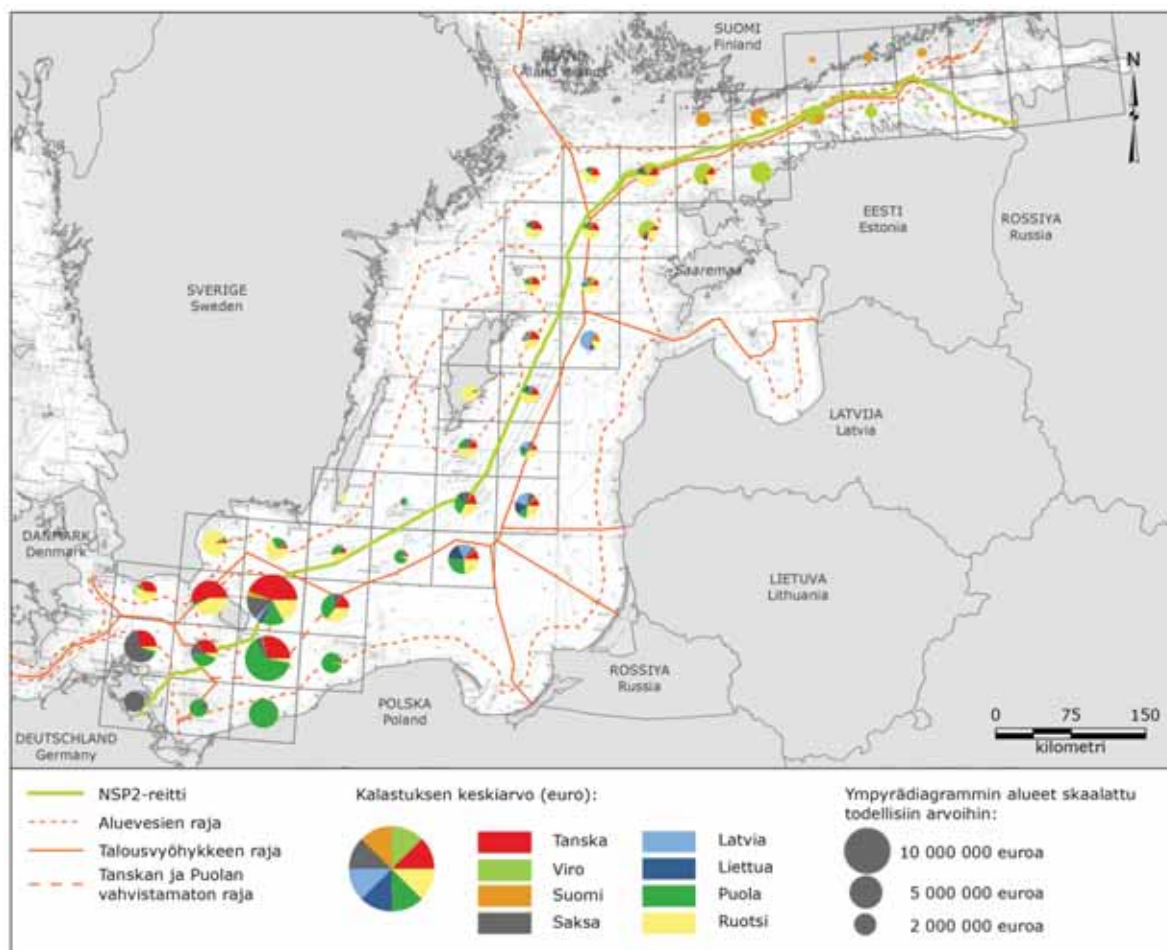 SUOMI
Finland
N
EESTI
Estonia
ROSSIYA
Russia
Saaremaa
SVERIGE
Sweden
LATVIJA
Latvia
DANMARK
Denmark
LIETUVA
Lithuania
ROSSIYA
Russia
POLSKA
Poland
DEUTSCHLAND
Germany
0 75 150
kilometri
NSP2-reitti
Aluevesien raja
Talousvyöhykkeen raja
Tanskan ja Puolan
vahvistamaton raja
Kalastuksen keskiarvo (euro):
Tanska
Viro
Suomi
Saksa
Latvia
Liettua
Puola
Ruotsi
Ympyrädiagrammin alueet skaalattu
todellisiin arvoihin:
10 000 000 euroa
5 000 000 euroa
2 000 000 euroa